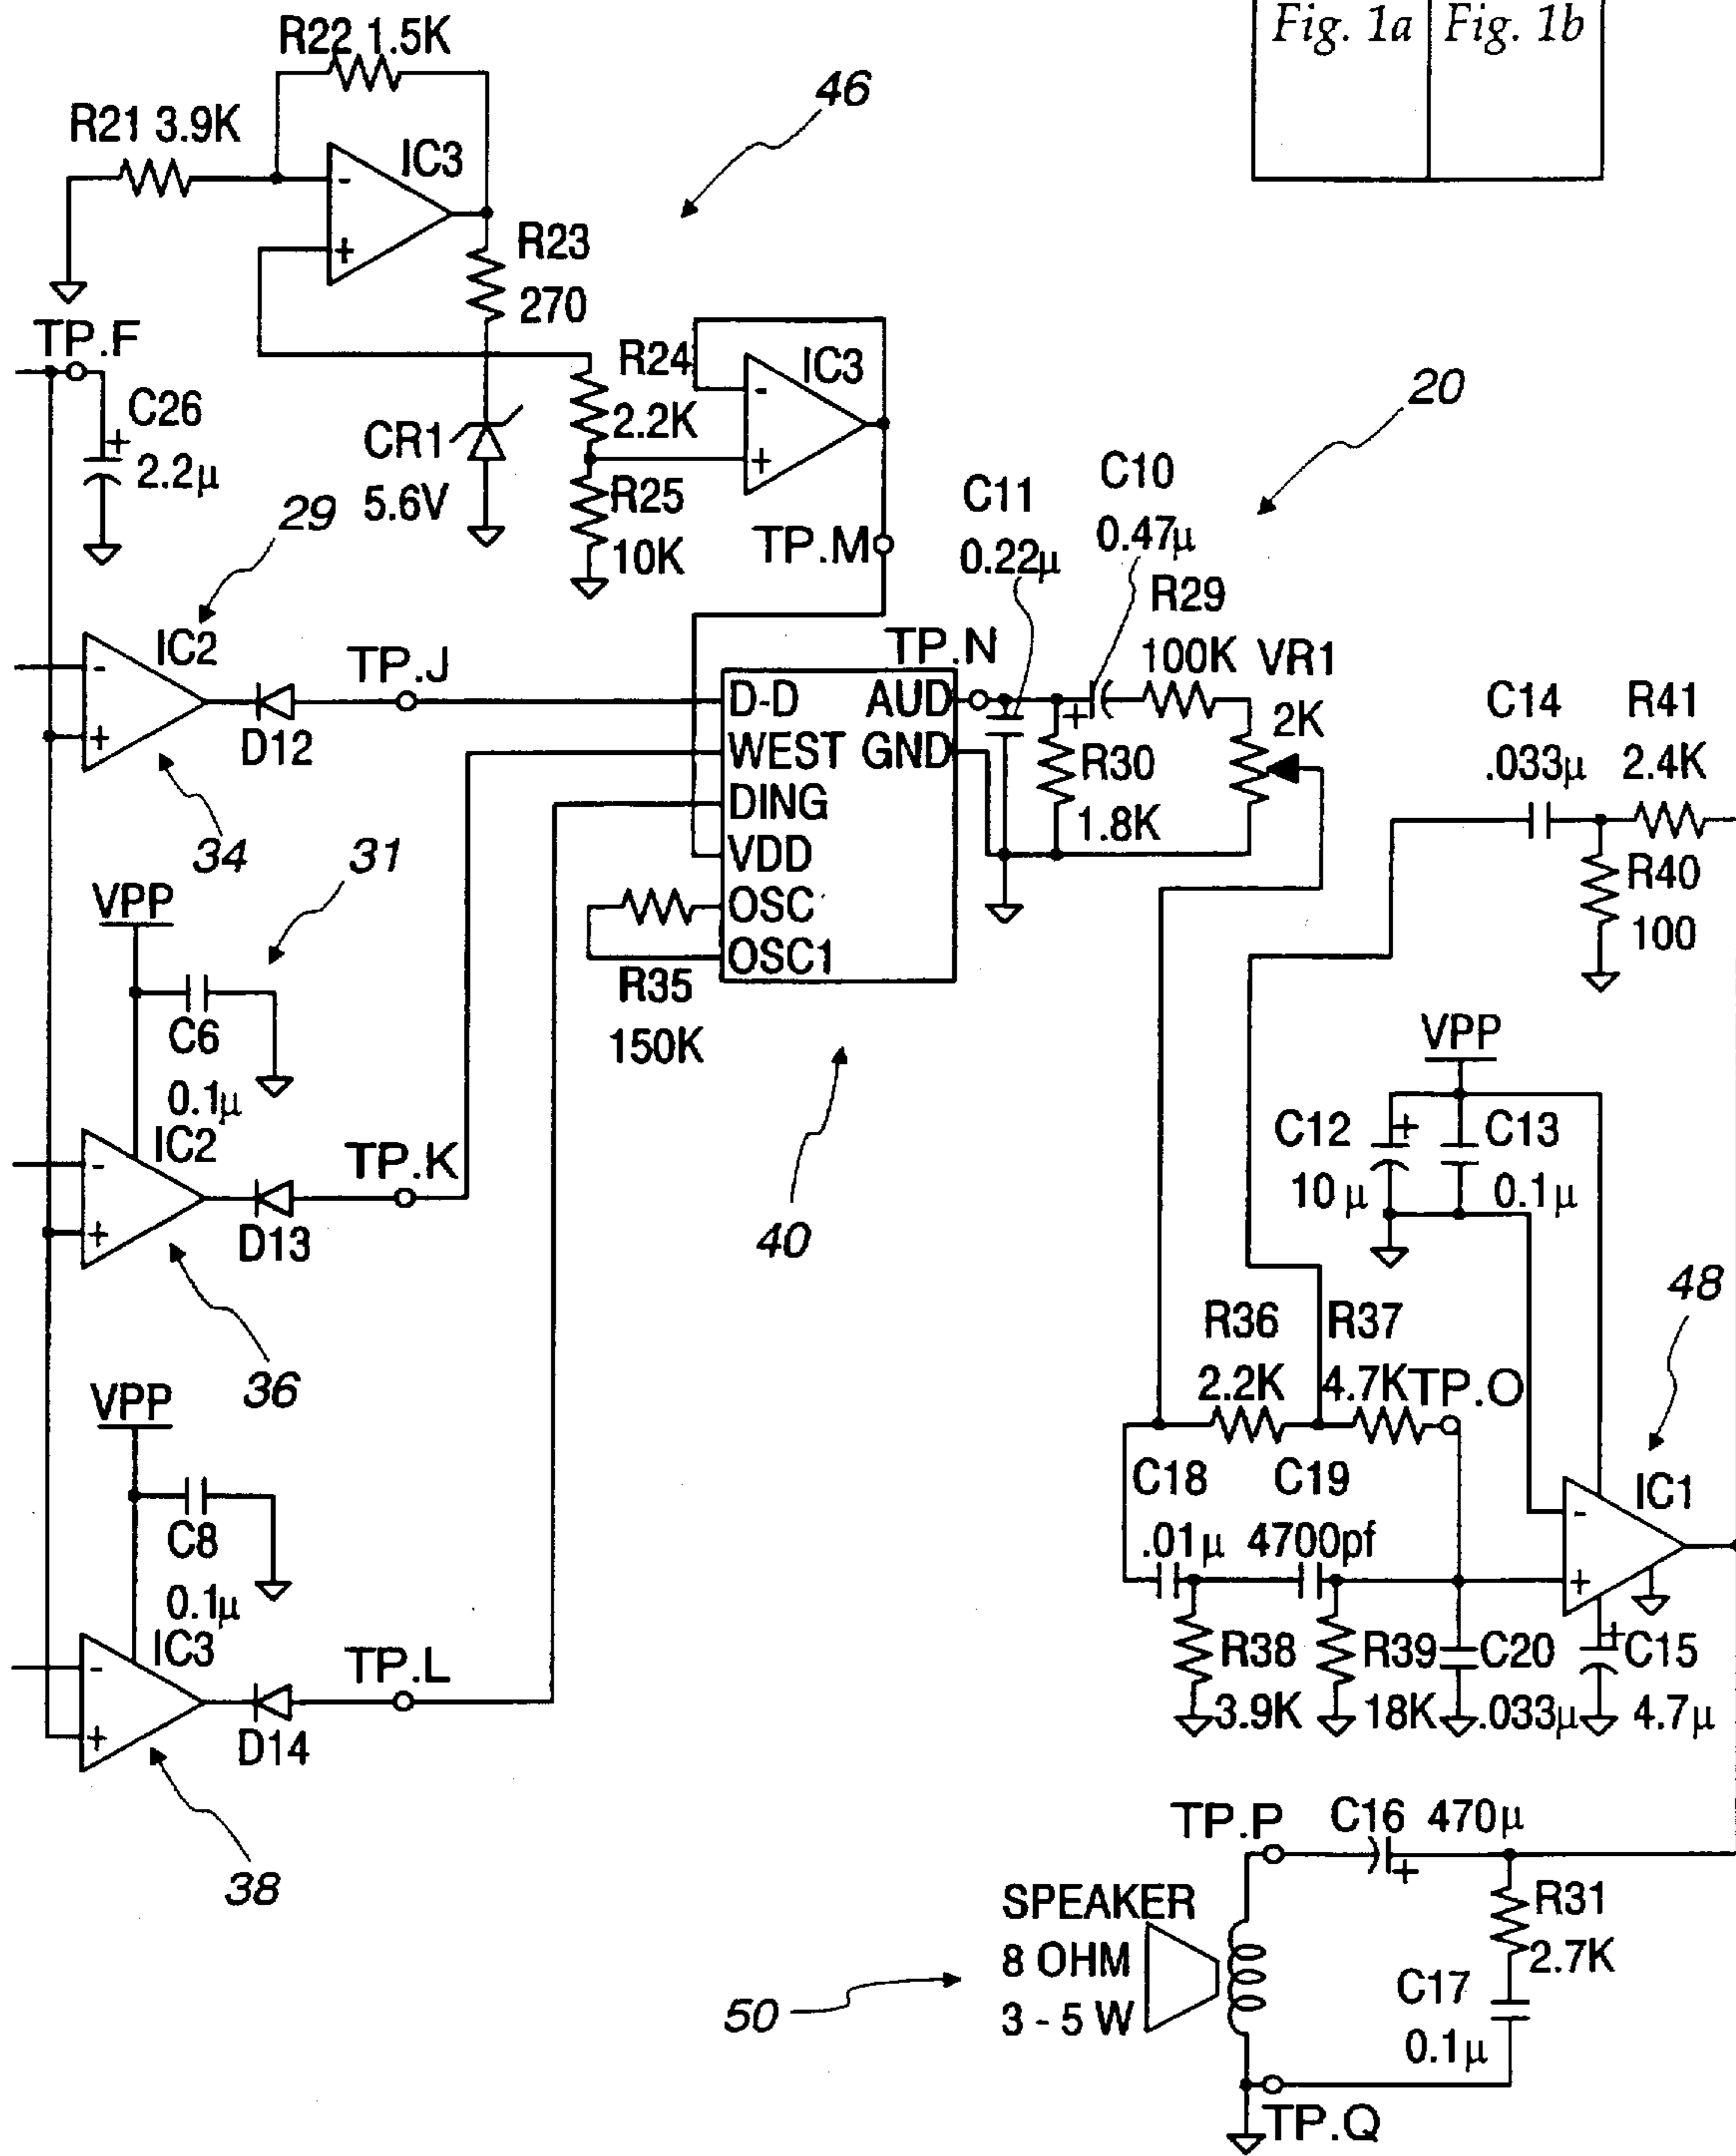 Fig. 1a
Fig. 1b
R22 1.5K
46
R21 3.9K
IC3
-
+
R23
270
TP.F
C26
+
2.2µ
R24
2.2K
IC3
-
+
20
CR1
5.6V
R25
10K
TP.M
C11
0.22µ
C10
0.47µ
29
IC2
-
+
TP.J
D12
34
TP.N
R29
100K
VR1
2K
D-D
AUD
WEST
GND
DING
VDD
OSC
OSC1
+
R30
1.8K
C14
.033µ
R41
2.4K
R40
100
31
VPP
C6
0.1µ
R35
150K
40
IC2
-
+
TP.K
D13
36
VPP
C12
+
10 µ
C13
0.1µ
48
R36
2.2K
R37
4.7K
TP.O
VPP
C8
0.1µ
C18
.01µ
C19
4700pf
IC1
-
+
IC3
-
+
TP.L
D14
38
R38
3.9K
R39
18K
C20
.033µ
+
C15
4.7µ
TP.P
C16 470µ
+
SPEAKER
8 OHM
3 - 5 W
50
R31
2.7K
C17
0.1µ
TP.Q